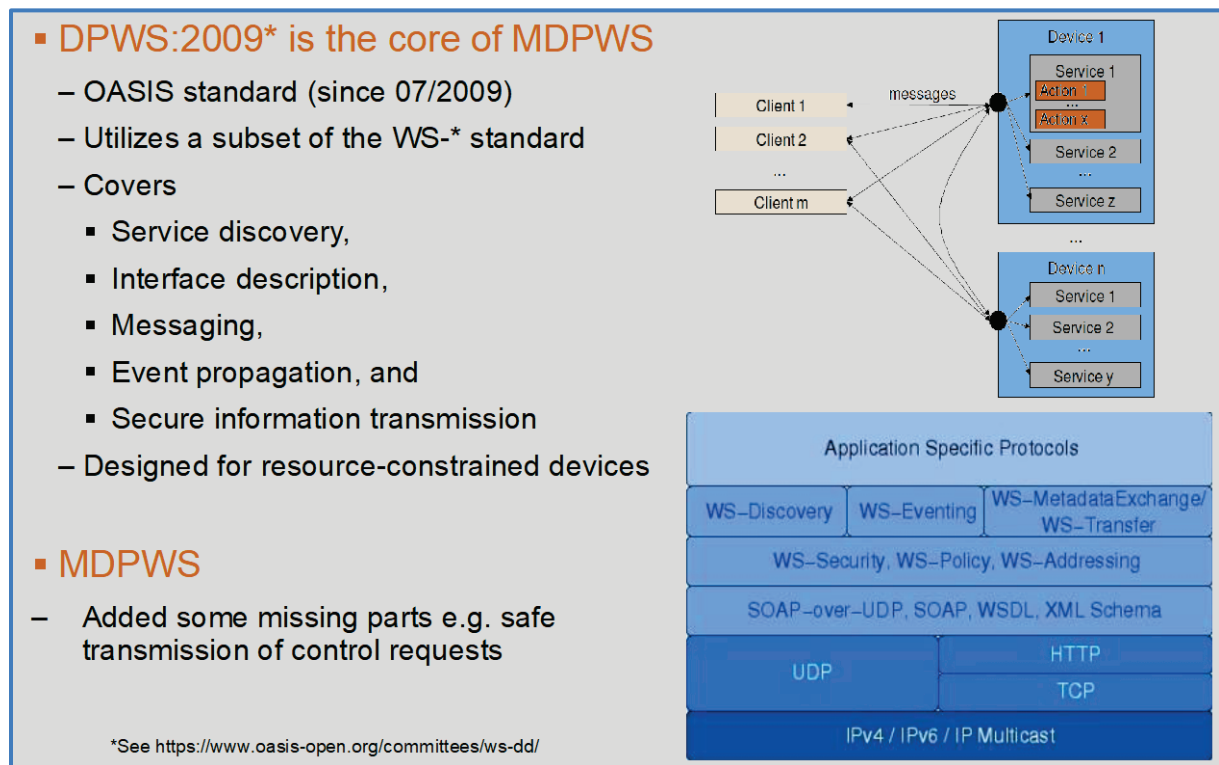 ▪ DPWS:2009* is the core of MDPWS
– OASIS standard (since 07/2009)
– Utilizes a subset of the WS-* standard
– Covers
▪ Service discovery,
▪ Interface description,
▪ Messaging,
▪ Event propagation, and
▪ Secure information transmission
– Designed for resource-constrained devices
▪ MDPWS
– Added some missing parts e.g. safe
transmission of control requests
*See https://www.oasis-open.org/committees/ws-dd/
Client 1
Client 2
...
Client m
messages
Device 1
Service 1
Action 1
...
Action x
Service 2
...
Service z
...
Device n
Service 1
Service 2
...
Service y
Application Specific Protocols
WS–Discovery
WS–Eventing
WS–MetadataExchange/
WS–Transfer
WS–Security, WS–Policy, WS–Addressing
SOAP–over–UDP, SOAP, WSDL, XML Schema
UDP
HTTP
TCP
IPv4 / IPv6 / IP Multicast